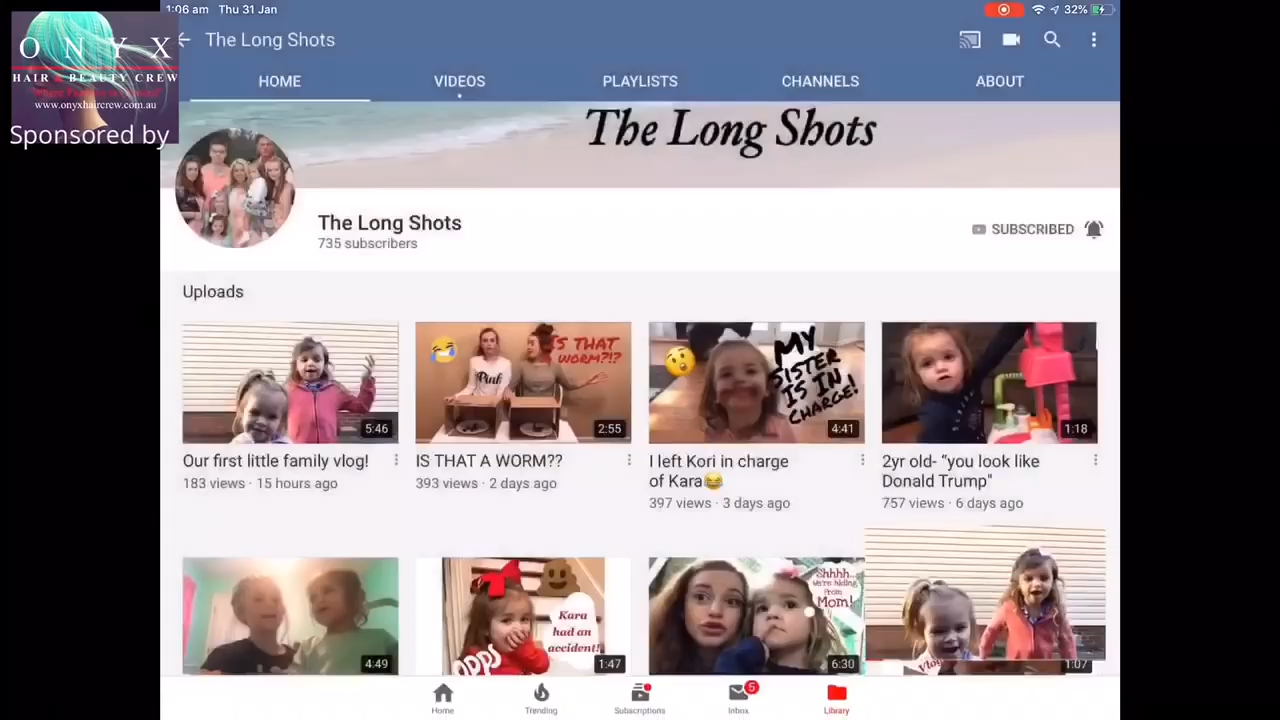 1:06 am Thu 31 Jan
32%
ONYX
HAIR & BEAUTY CREW
www.onyxhaircrew.com.au
Sponsored by
The Long Shots
HOME VIDEOS PLAYLISTS CHANNELS ABOUT
The Long Shots
The Long Shots
735 subscribers
SUBSCRIBED
Uploads
5:46
IS THAT
WORM?!?
Pink
2:55
MY
SISTER
IS IN
CHARGE!
4:41
1:18
Our first little family vlog!
183 views · 15 hours ago
IS THAT A WORM??
393 views · 2 days ago
I left Kori in charge
of Kara😂
397 views · 3 days ago
2yr old- “you look like
Donald Trump"
757 views · 6 days ago
4:49
Kara
had an
accident!
OOPS
1:47
Shhhh..
We're hiding
From
Mom!
6:30
Vlog
1:07
Home
Trending
Subscriptions
5
Inbox
Library